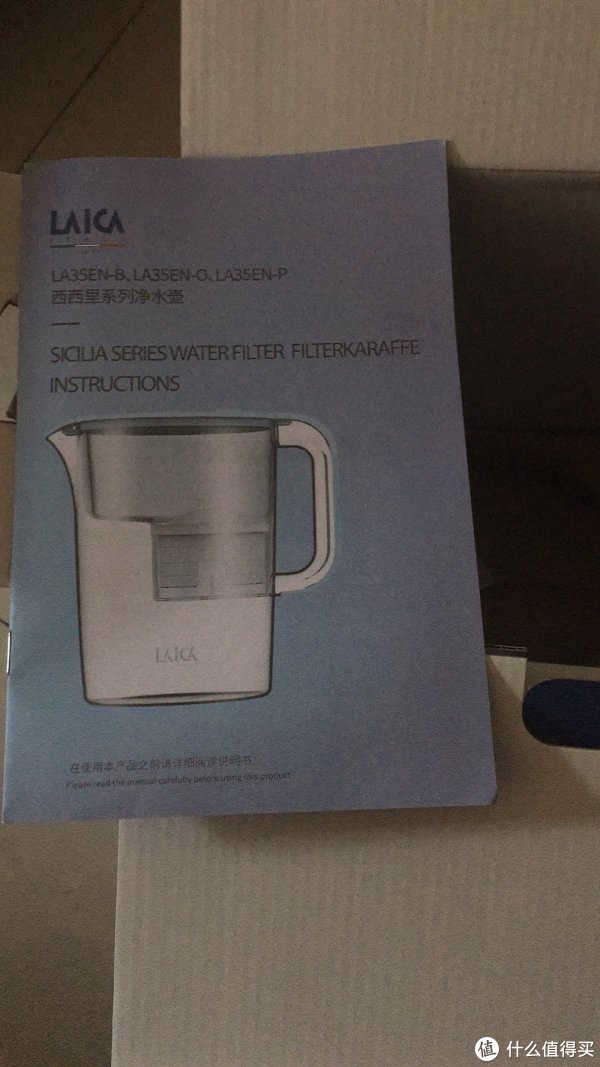 LAICA
LA35EN-B、LA35EN-O、LA35EN-P
西西里系列净水壶
SICILIA SERIES WATER FILTER FILTERKARAFFE
INSTRUCTIONS
LAICA
在使用本产品之前请详细阅读说明书
Please read the manual carefully before using this product
值 什么值得买